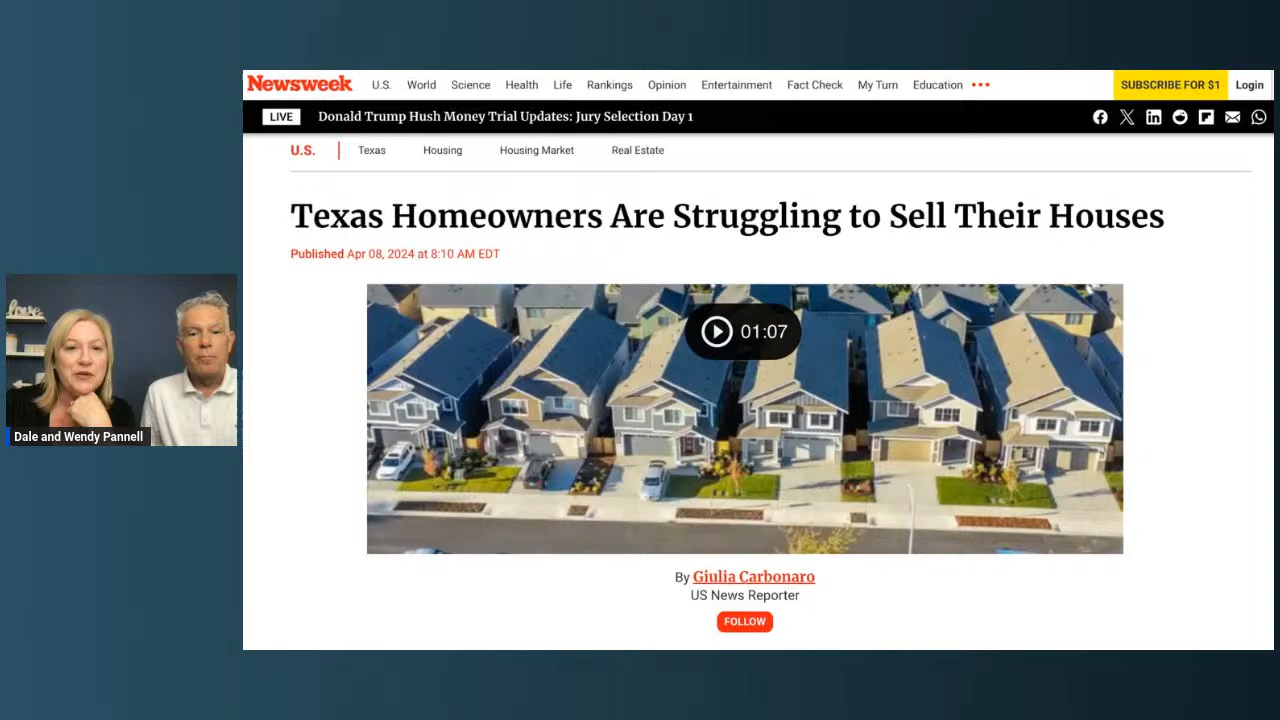 Newsweek U.S. World Science Health Life Rankings Opinion Entertainment Fact Check My Turn Education SUBSCRIBE FOR $1 Login
LIVE Donald Trump Hush Money Trial Updates: Jury Selection Day 1
U.S. Texas Housing Housing Market Real Estate
Texas Homeowners Are Struggling to Sell Their Houses
Published Apr 08, 2024 at 8:10 AM EDT
01:07
love
Dale and Wendy Pannell
By Giulia Carbonaro
US News Reporter
FOLLOW